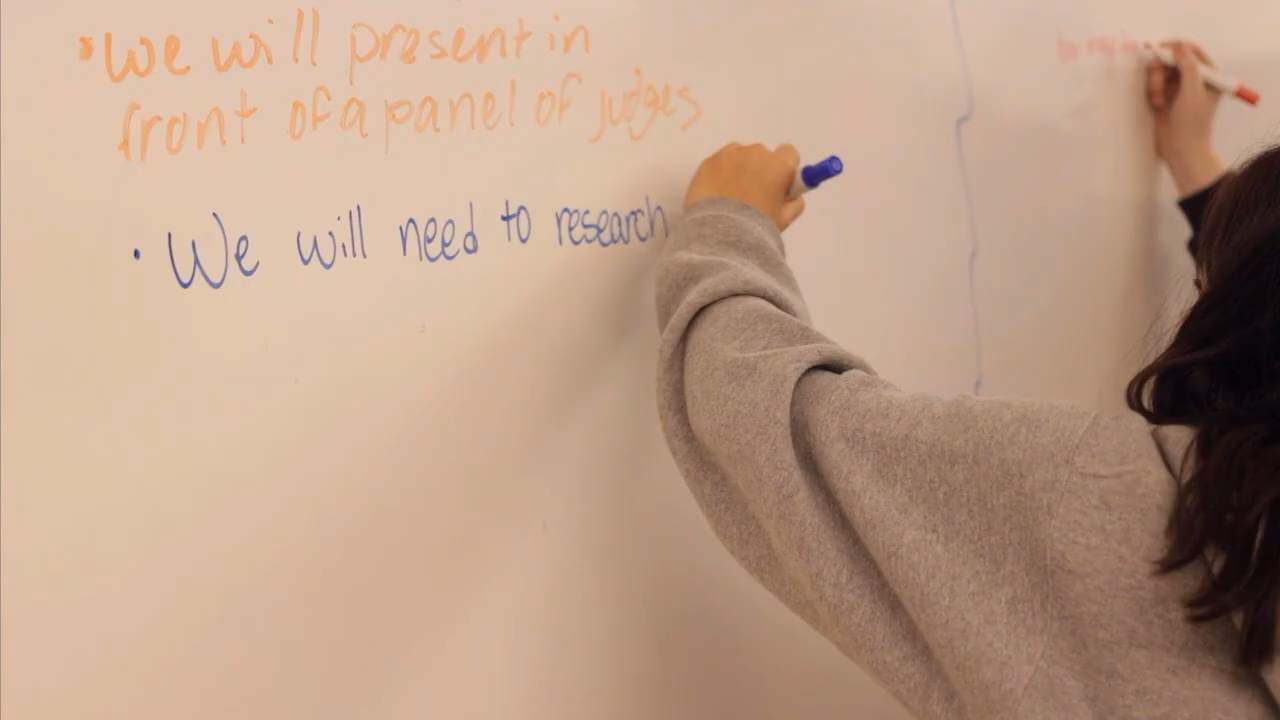 • we will present in
front of a panel of judges
• We will need to research